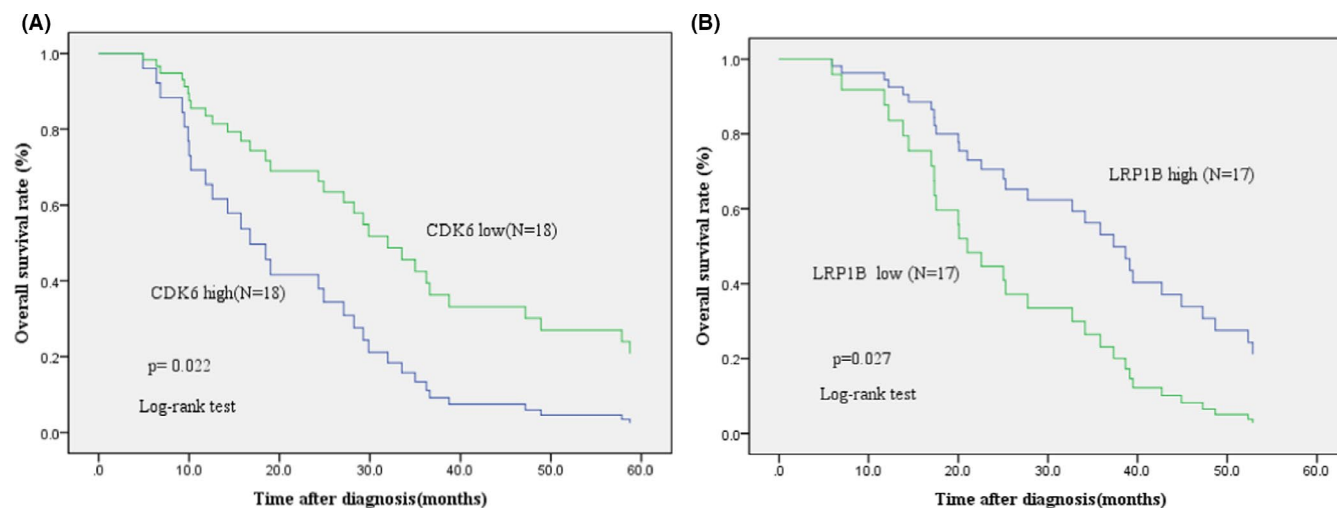 (A)
Overall survival rate (%)
1.0
0.8
0.6
0.4
0.2
0.0
CDK6 low(N=18)
CDK6 high(N=18)
p= 0.022
Log-rank test
.0 10.0 20.0 30.0 40.0 50.0 60.0
Time after diagnosis(months)
(B)
Overall survival rate (%)
1.0
0.8
0.6
0.4
0.2
0.0
LRP1B high (N=17)
LRP1B low (N=17)
p=0.027
Log-rank test
.0 10.0 20.0 30.0 40.0 50.0 60.0
Time after diagnosis(months)